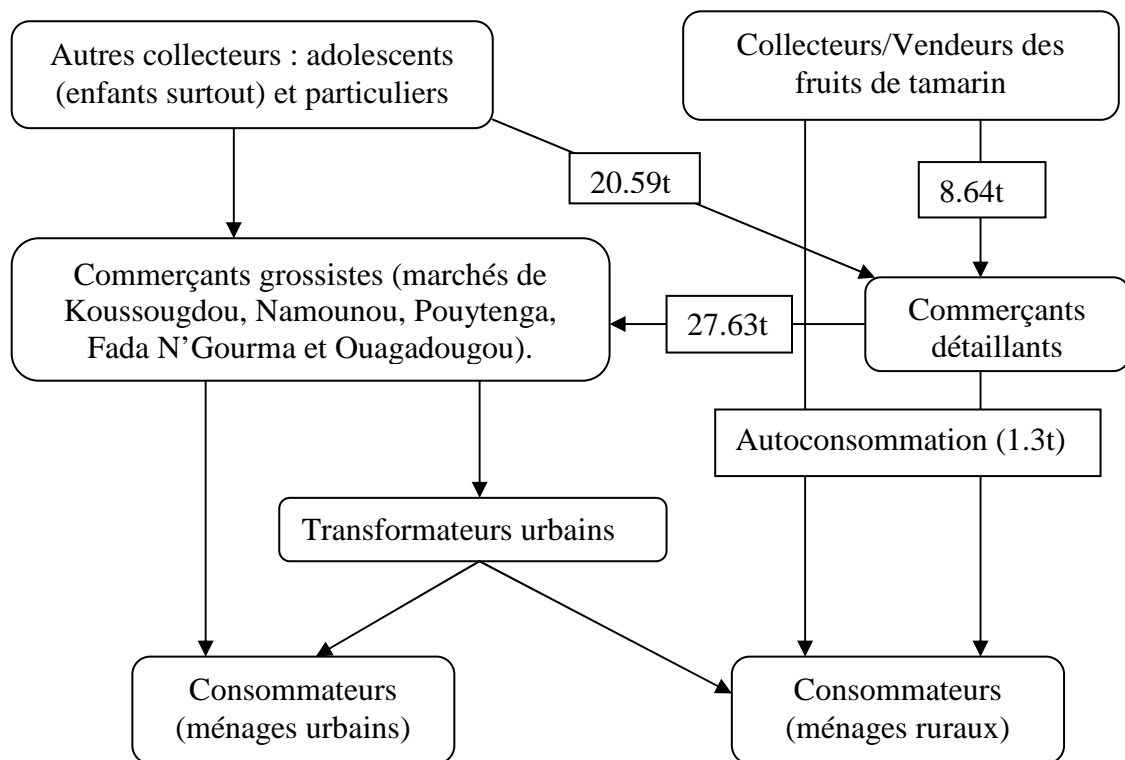 Autres collecteurs : adolescents
(enfants surtout) et particuliers
Collecteurs/Vendeurs des
fruits de tamarin
20.59t
8.64t
Commerçants grossistes (marchés de
Koussougdou, Namounou, Pouytenga,
Fada N’Gourma et Ouagadougou).
27.63t
Commerçants
détaillants
Autoconsommation (1.3t)
Transformateurs urbains
Consommateurs
(ménages urbains)
Consommateurs
(ménages ruraux)